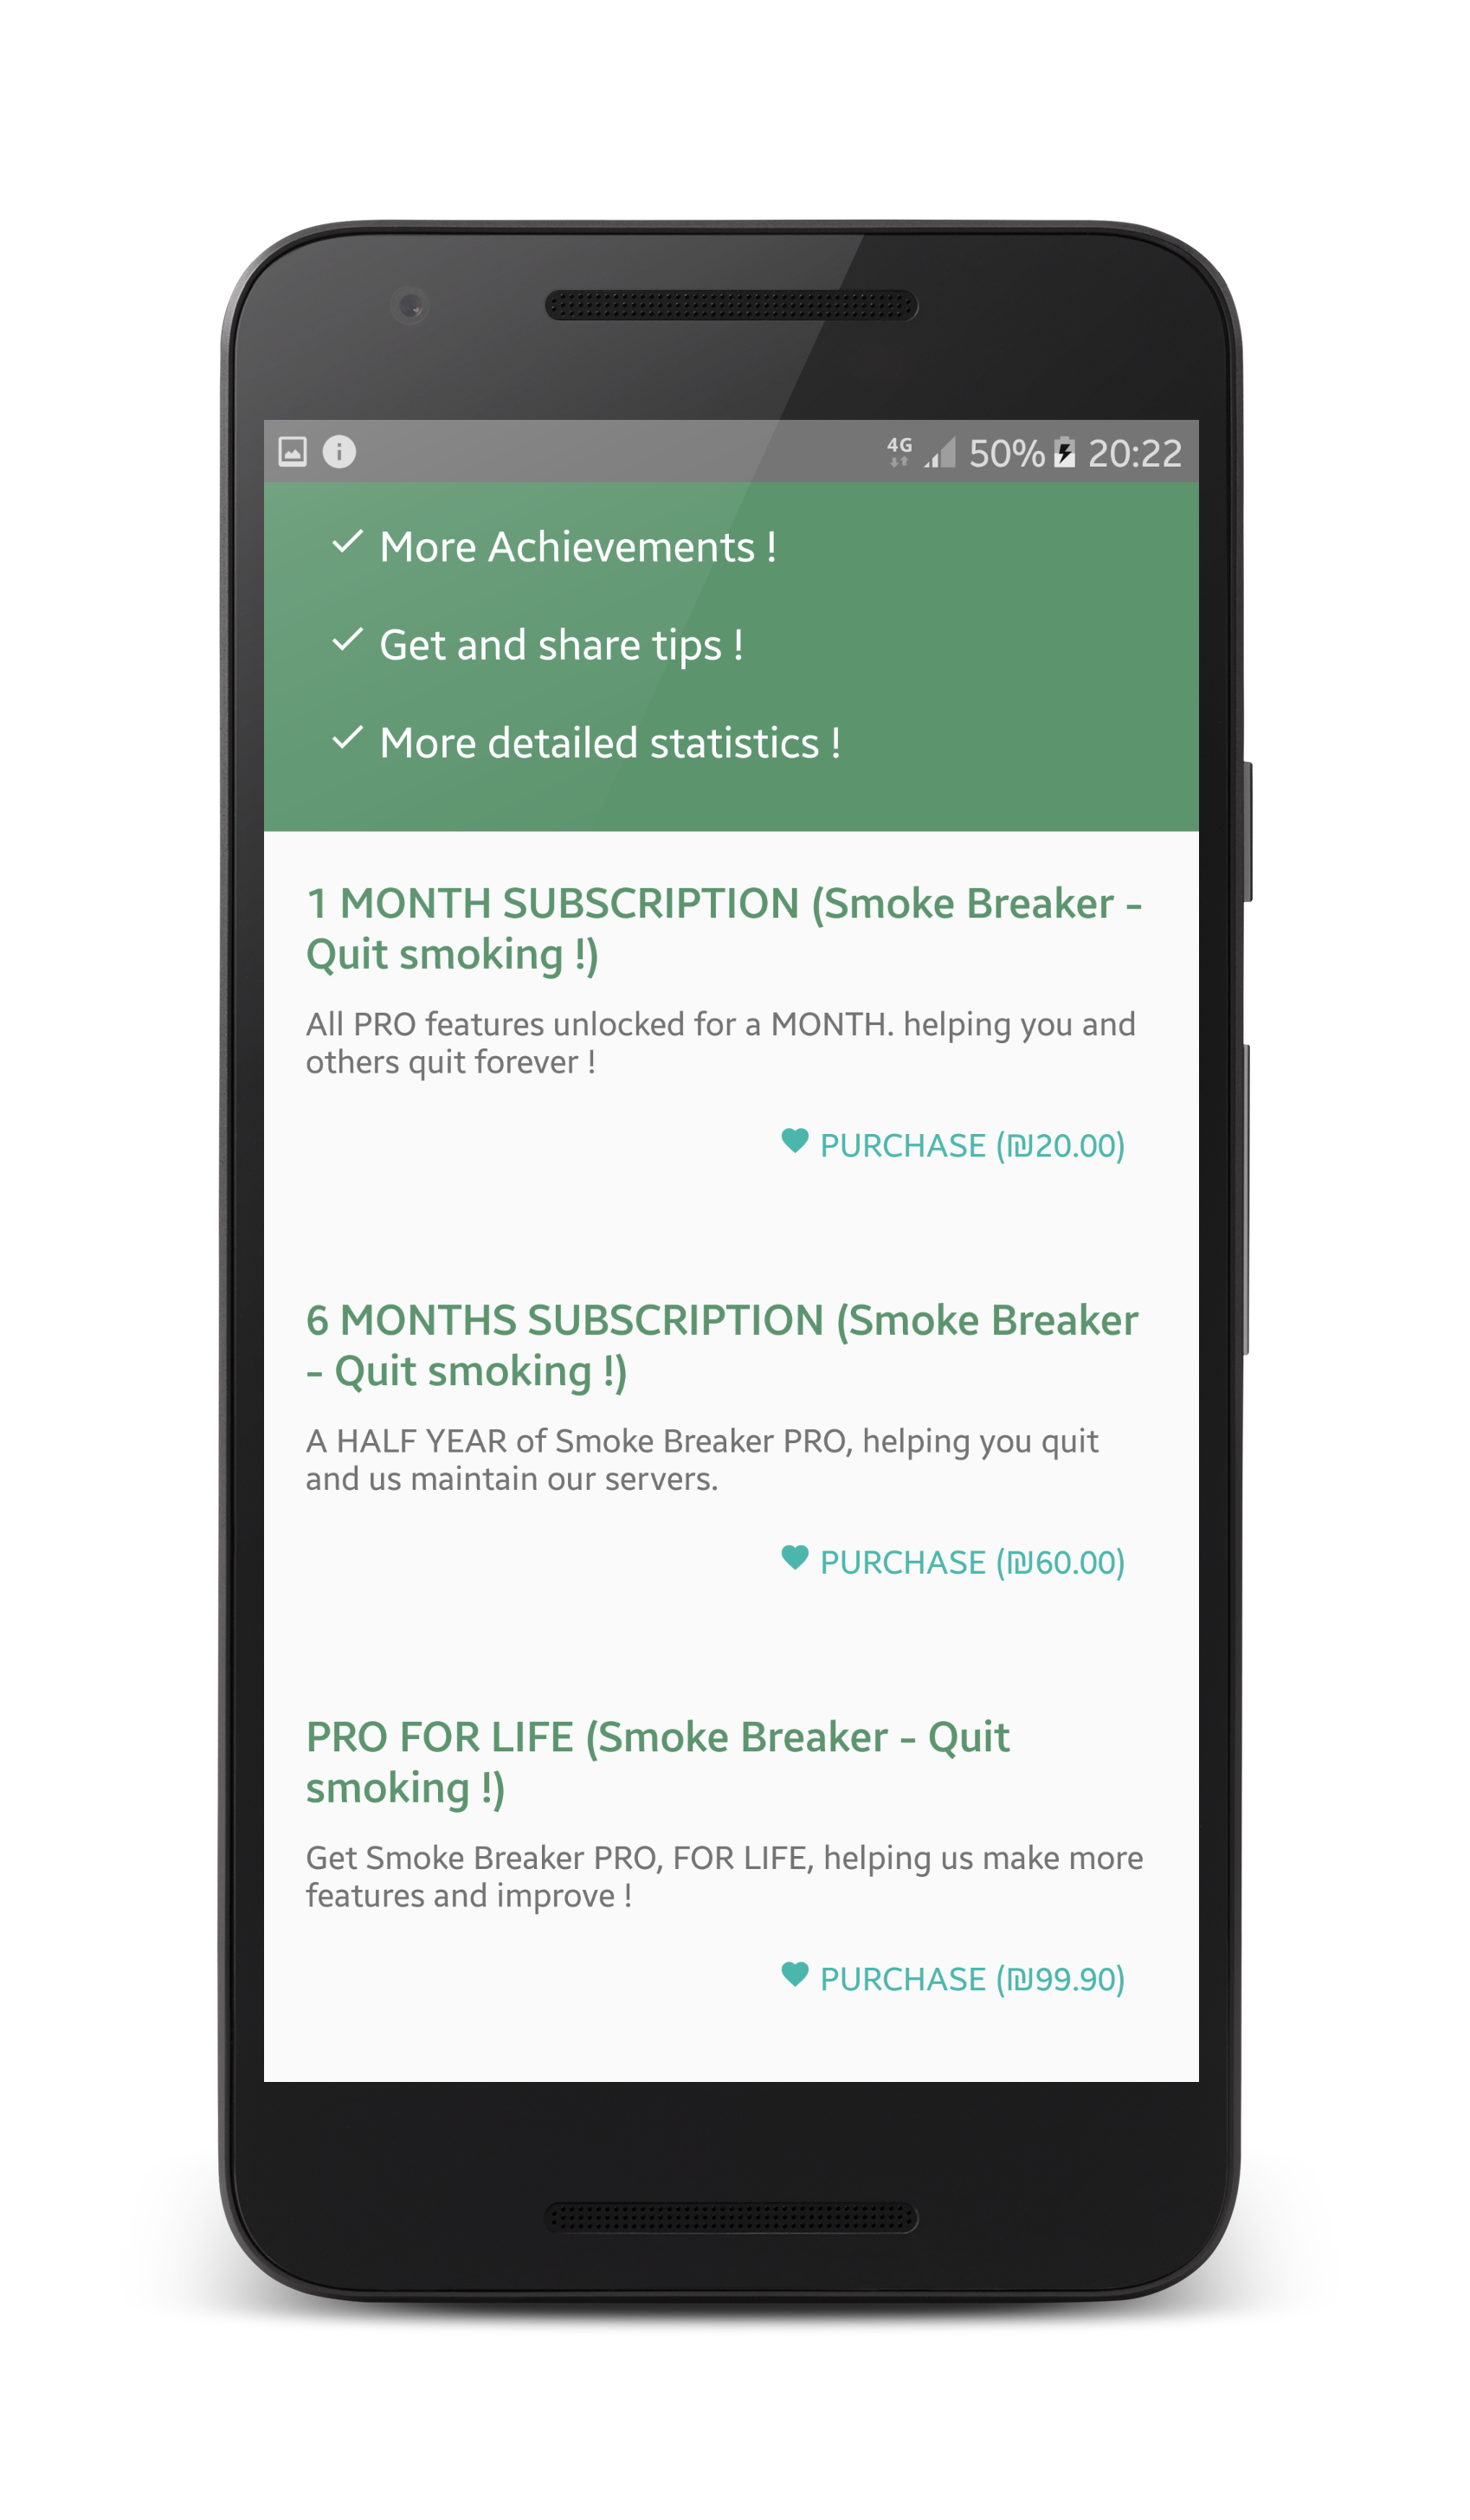 4G 50% 20:22
More Achievements !
Get and share tips !
More detailed statistics !
1 MONTH SUBSCRIPTION (Smoke Breaker -
Quit smoking !)
All PRO features unlocked for a MONTH. helping you and
others quit forever !
PURCHASE (₪20.00)
6 MONTHS SUBSCRIPTION (Smoke Breaker
- Quit smoking !)
A HALF YEAR of Smoke Breaker PRO, helping you quit
and us maintain our servers.
PURCHASE (₪60.00)
PRO FOR LIFE (Smoke Breaker - Quit
smoking !)
Get Smoke Breaker PRO, FOR LIFE, helping us make more
features and improve !
PURCHASE (₪99.90)